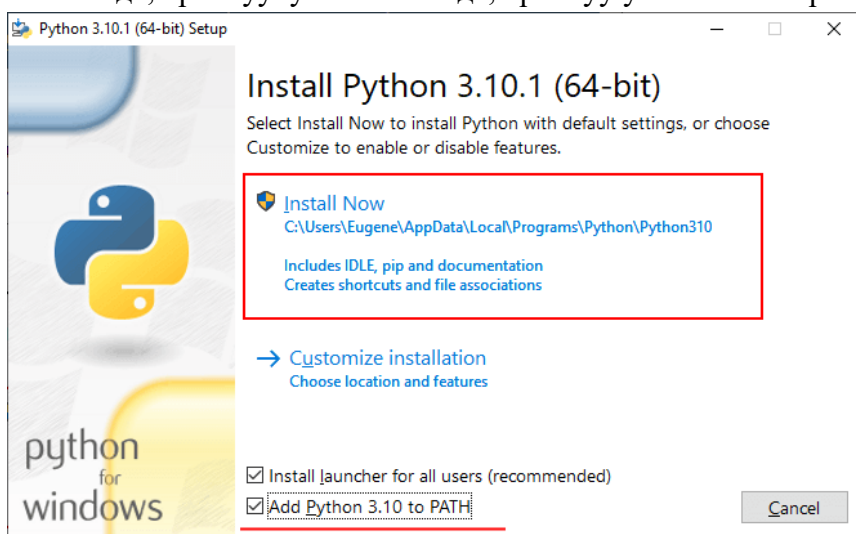 Python 3.10.1 (64-bit) Setup
Install Python 3.10.1 (64-bit)
Select Install Now to install Python with default settings, or choose
Customize to enable or disable features.
Install Now
C:\Users\Eugene\AppData\Local\Programs\Python\Python310
Includes IDLE, pip and documentation
Creates shortcuts and file associations
Customize installation
Choose location and features
python
for
windows
Install launcher for all users (recommended)
Add Python 3.10 to PATH
Cancel